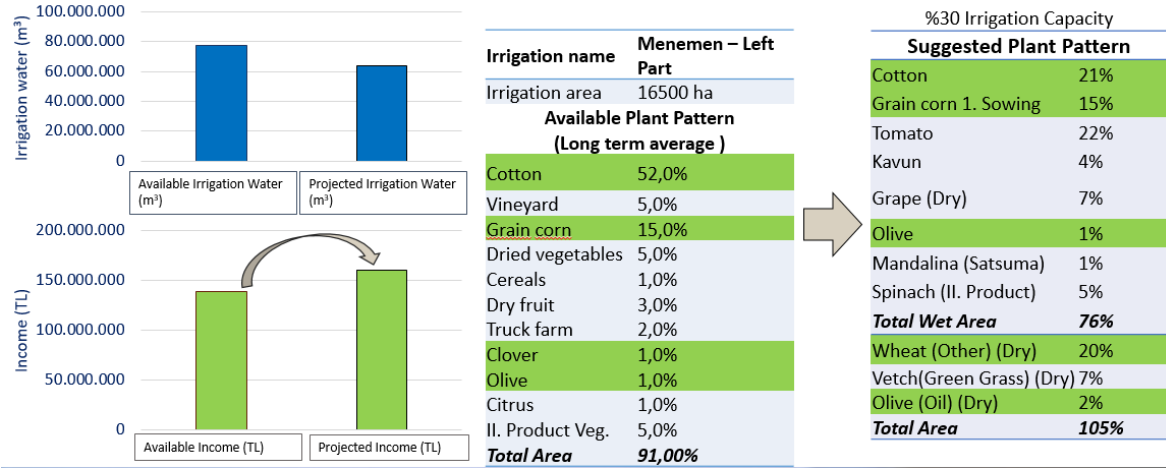 Irrigation water (m³)
100.000.000
80.000.000
60.000.000
40.000.000
20.000.000
0
Available Irrigation Water
(m³)
Projected Irrigation Water
(m³)
Income (TL)
200.000.000
150.000.000
100.000.000
50.000.000
0
Available Income (TL)
Projected Income (TL)
Irrigation name Menemen – Left
Part
Irrigation area 16500 ha
Available Plant Pattern
(Long term average )
Cotton 52,0%
Vineyard 5,0%
Grain corn 15,0%
Dried vegetables 5,0%
Cereals 1,0%
Dry fruit 3,0%
Truck farm 2,0%
Clover 1,0%
Olive 1,0%
Citrus 1,0%
II. Product Veg. 5,0%
Total Area 91,00%
%30 Irrigation Capacity
Suggested Plant Pattern
Cotton 21%
Grain corn 1. Sowing 15%
Tomato 22%
Kavun 4%
Grape (Dry) 7%
Olive 1%
Mandalina (Satsuma) 1%
Spinach (II. Product) 5%
Total Wet Area 76%
Wheat (Other) (Dry) 20%
Vetch(Green Grass) (Dry) 7%
Olive (Oil) (Dry) 2%
Total Area 105%